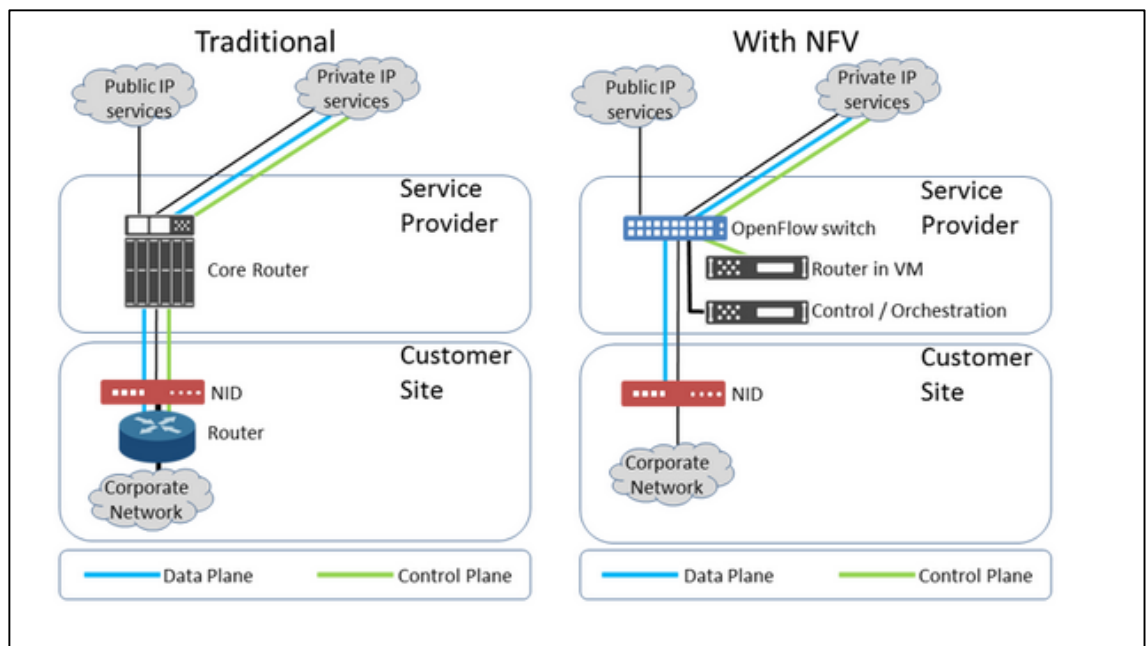 Traditional
Public IP
services
Private IP
services
Service
Provider
Core Router
Customer
Site
NID
Router
Corporate
Network
Data Plane
Control Plane
With NFV
Public IP
services
Private IP
services
Service
Provider
OpenFlow switch
Router in VM
Control / Orchestration
Customer
Site
NID
Corporate
Network
Data Plane
Control Plane